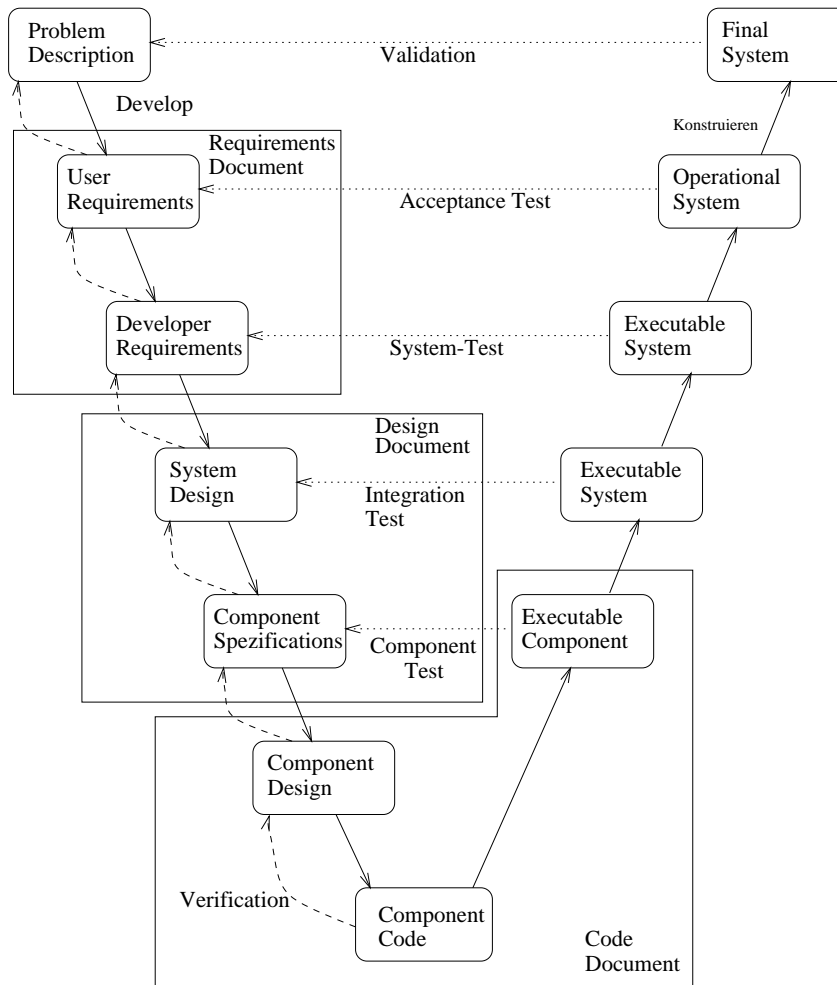 Problem
Description
Final
System
Validation
Develop
Konstruieren
Requirements
Document
User
Requirements
Operational
System
Acceptance Test
Developer
Requirements
Executable
System
System-Test
Design
Document
System
Design
Executable
System
Integration
Test
Component
Spezifications
Executable
Component
Component
Test
Component
Design
Verification
Component
Code
Code
Document